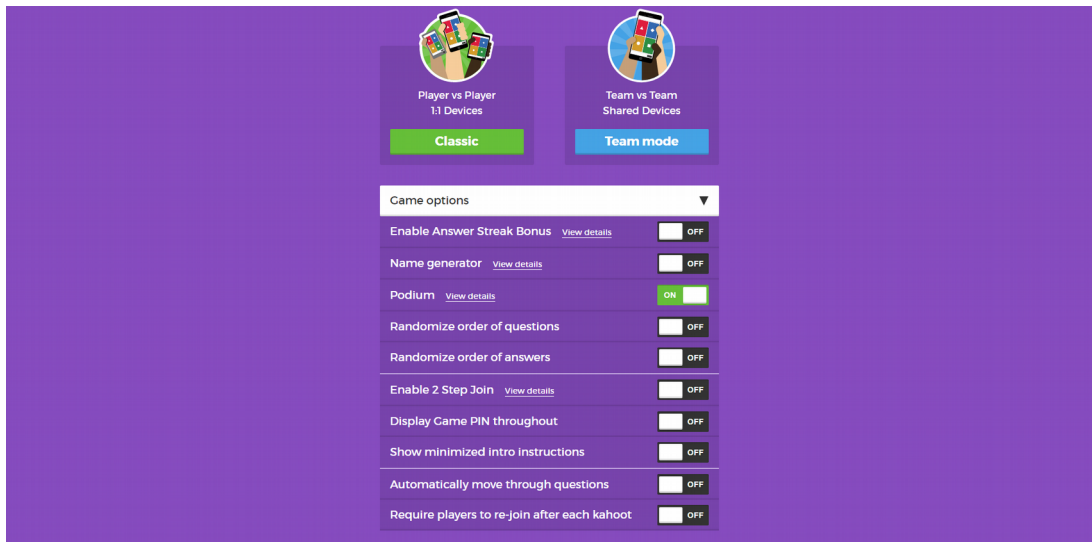 Player vs Player
1:1 Devices
Classic
Team vs Team
Shared Devices
Team mode
Game options ▼
Enable Answer Streak Bonus View details OFF
Name generator View details OFF
Podium View details ON
Randomize order of questions OFF
Randomize order of answers OFF
Enable 2 Step Join View details OFF
Display Game PIN throughout OFF
Show minimized intro instructions OFF
Automatically move through questions OFF
Require players to re-join after each kahoot OFF